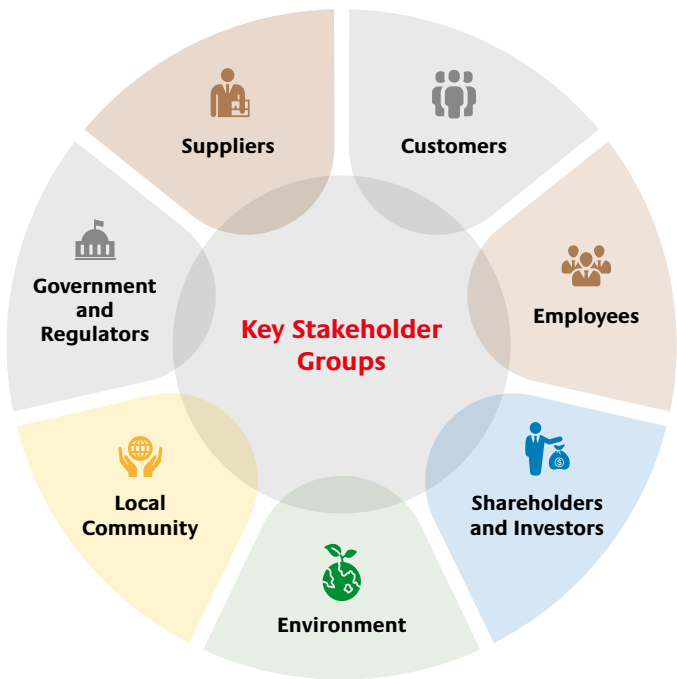 Suppliers
Customers
Government
and
Regulators
Employees
Key Stakeholder
Groups
Local
Community
Shareholders
and Investors
Environment
$